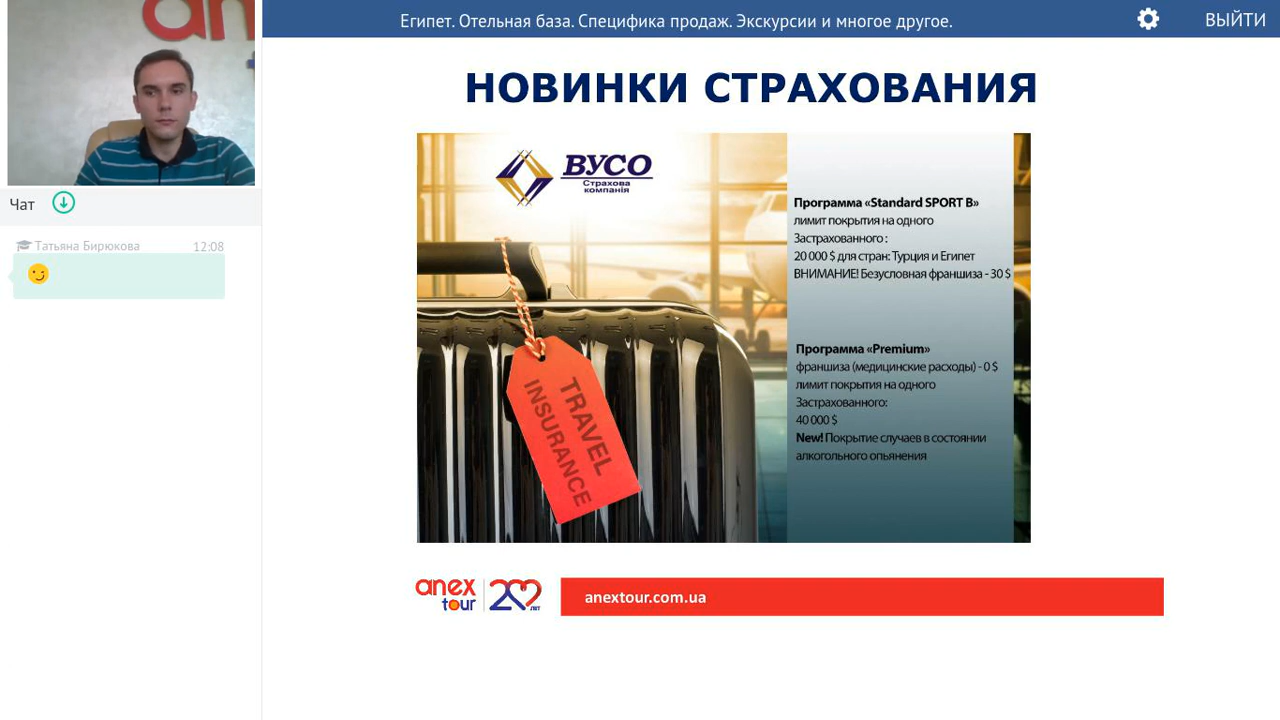 Египет. Отельная база. Специфика продаж. Экскурсии и многое другое.
ВЫЙТИ
Чат
Татьяна Бирюкова
12:08
НОВИНКИ СТРАХОВАНИЯ
ВУСО
Страхова
компанія
TRAVEL
INSURANCE
Программа «Standard SPORT B»
лимит покрытия на одного
Застрахованного :
20 000 $ для стран: Турция и Египет
ВНИМАНИЕ! Безусловная франшиза - 30 $
Программа «Premium»
франшиза (медицинские расходы) - 0 $
лимит покрытия на одного
Застрахованного:
40 000 $
New! Покрытие случаев в состоянии
алкогольного опьянения
anex
tour
20 лет
anextour.com.ua